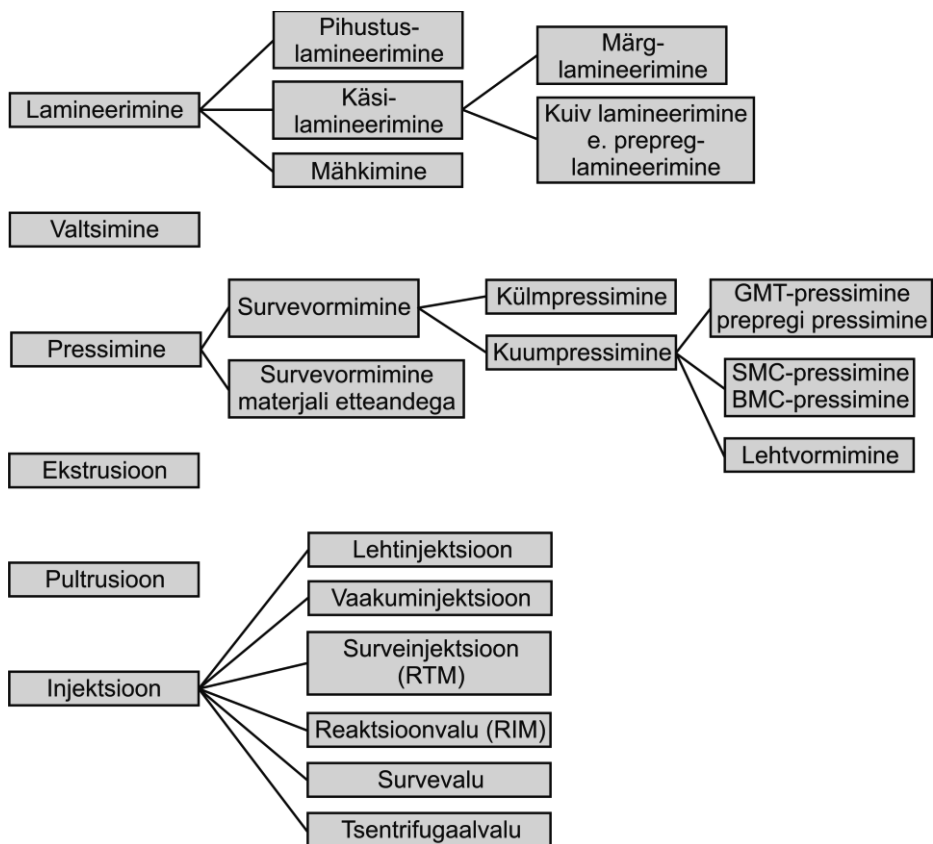 Pihustus-
lamineerimine
Märg-
lamineerimine
Lamineerimine
Käsi-
lamineerimine
Kuiv lamineerimine
e. prepreg-
lamineerimine
Mähkimine
Valtsimine
Survevormimine
Külmpressimine
GMT-pressimine
prepregi pressimine
Pressimine
Kuumpressimine
Survevormimine
materjali etteandega
SMC-pressimine
BMC-pressimine
Lehtvormimine
Ekstrusioon
Lehtinjektsioon
Pultrusioon
Vaakuminjektsioon
Surveinjektsioon
(RTM)
Injektsioon
Reaktsioonvalu (RIM)
Survevalu
Tsentrifugaalvalu